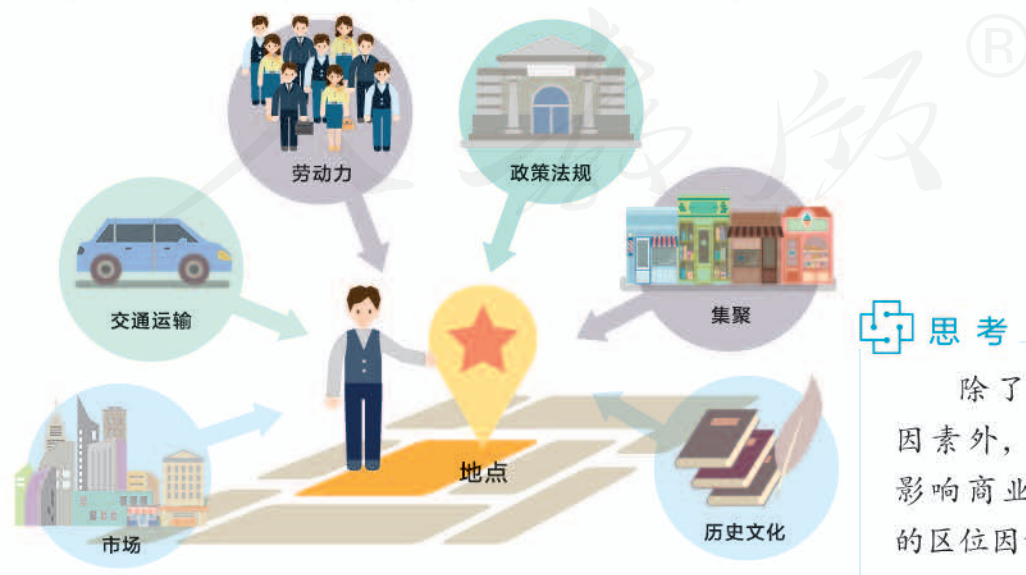 劳动力
政策法规
交通运输
集聚
市场
地点
历史文化
思考
除了
因素外，
影响商业
的区位因
®